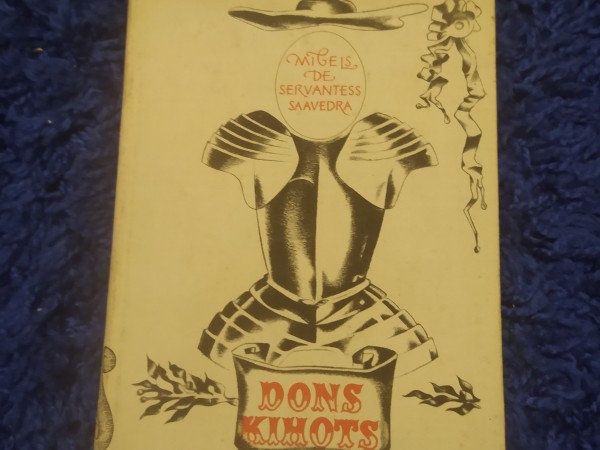 MIGELS
DE
SERVANTESS
SAAVEDRA
DONS
KIHOTS